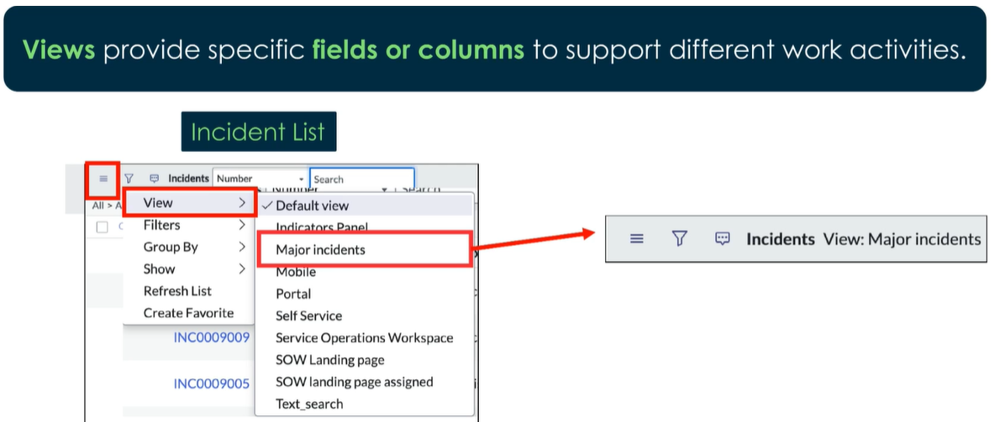 Views provide specific fields or columns to support different work activities.
Incident List
Incidents Number Search
Number Search
All >
View
Filters
Group By
Show
Refresh List
Create Favorite
Default view
Indicators Panel
Major incidents
Mobile
Portal
Self Service
Service Operations Workspace
SOW Landing page
SOW landing page assigned
Text_search
INC0009009
INC0009005
Incidents View: Major incidents